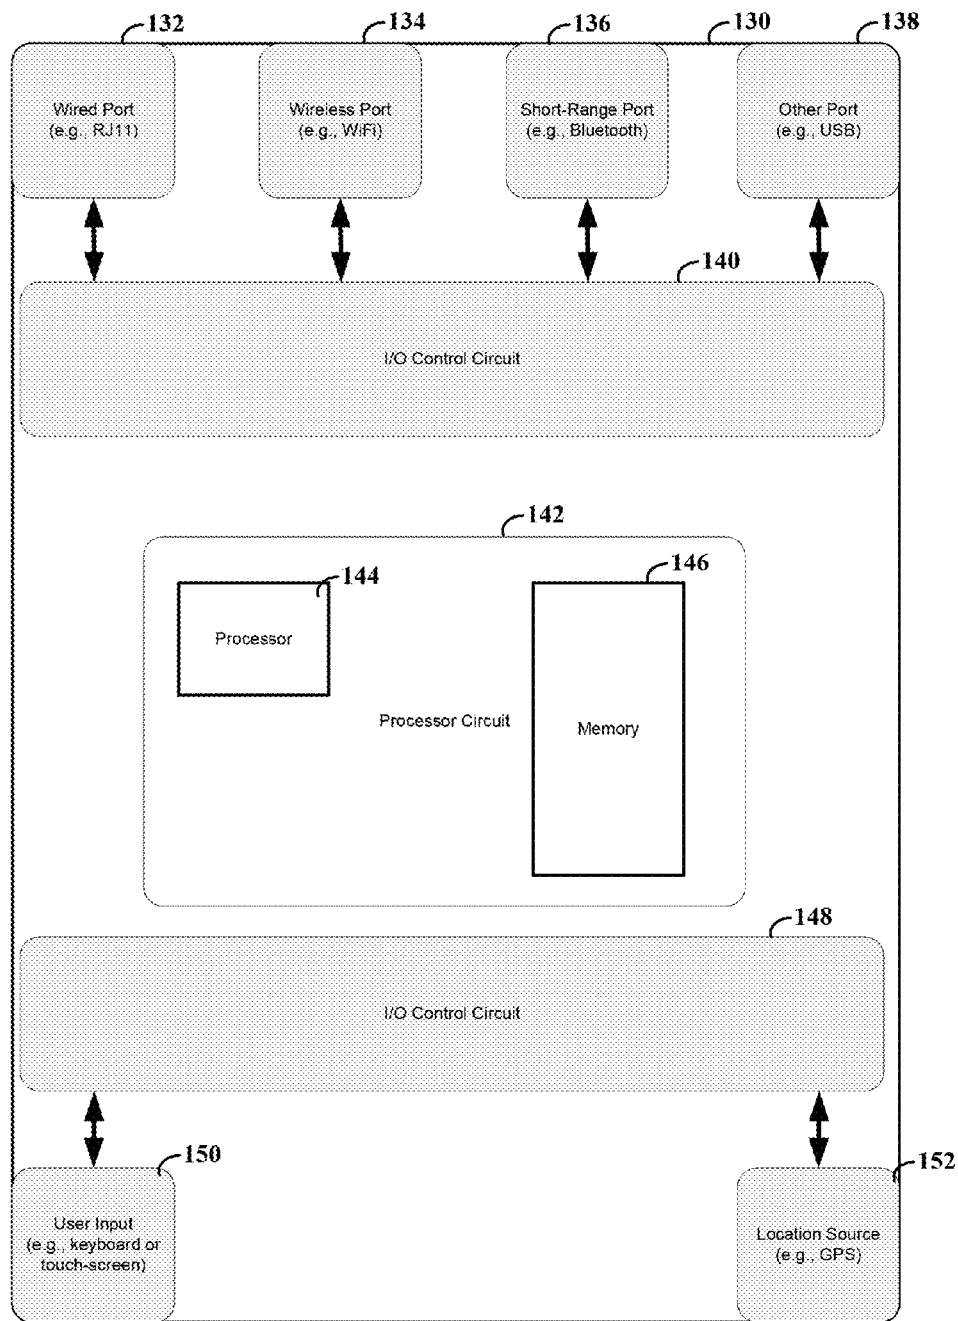 132
134
136
130
138
Wired Port
(e.g., RJ11)
Wireless Port
(e.g., WiFi)
Short-Range Port
(e.g., Bluetooth)
Other Port
(e.g., USB)
140
I/O Control Circuit
142
144
146
Processor
Processor Circuit
Memory
148
I/O Control Circuit
150
152
User Input
(e.g., keyboard or
touch-screen)
Location Source
(e.g., GPS)